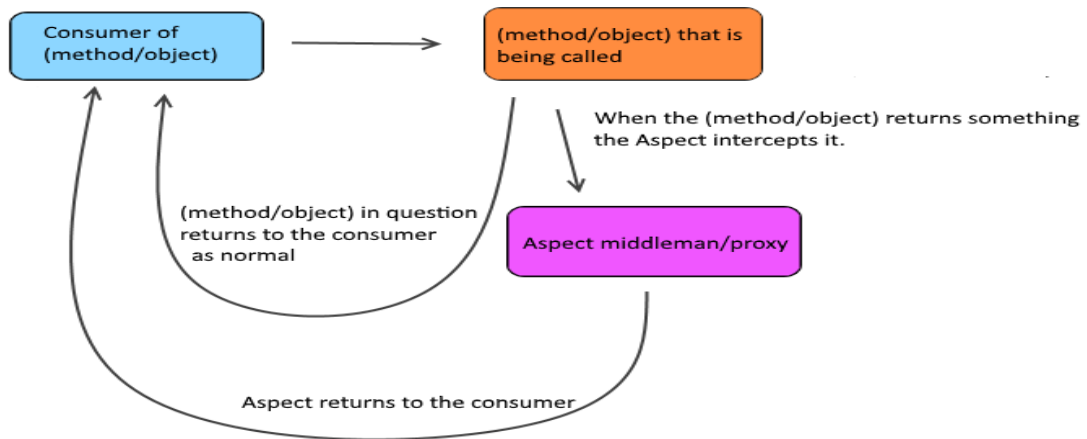 Consumer of
(method/object)
(method/object) that is
being called
When the (method/object) returns something
the Aspect intercepts it.
(method/object) in question
returns to the consumer
as normal
Aspect middleman/proxy
Aspect returns to the consumer